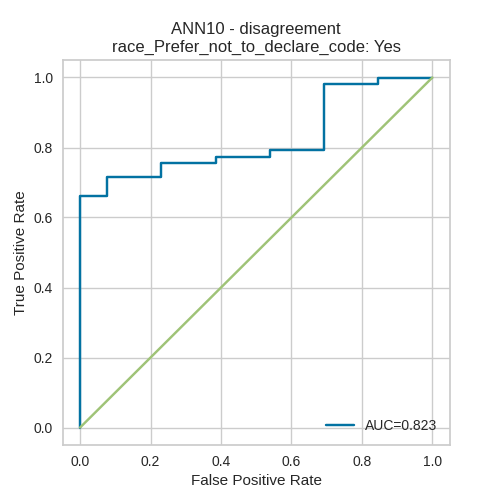 ANN10 - disagreement
race_Prefer_not_to_declare_code: Yes
True Positive Rate
1.0
0.8
0.6
0.4
0.2
0.0
AUC=0.823
0.0 0.2 0.4 0.6 0.8 1.0
False Positive Rate